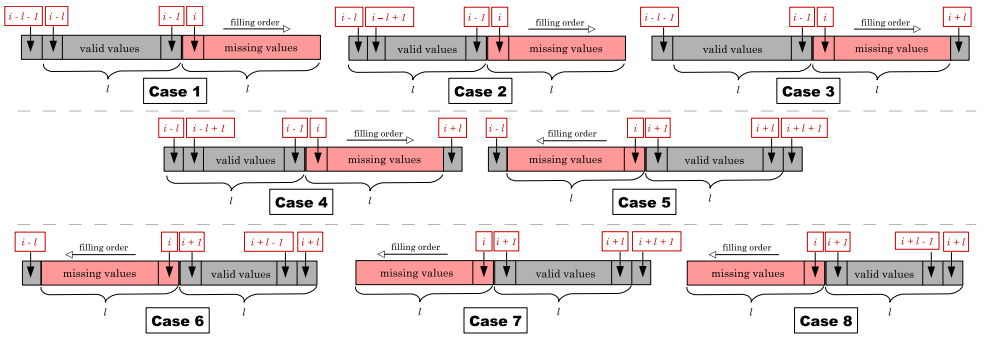 i - l - 1 i - l i - 1 i filling order
valid values missing values
l l
Case 1
i - l i - l + 1 i - 1 i filling order
valid values missing values
l l
Case 2
i - l - 1 i - 1 i filling order i + l
valid values missing values
l l
Case 3
i - l i - l + 1 i - 1 i filling order i + l
valid values missing values
l l
Case 4
i - l filling order i i + 1 i + l i + l + 1
missing values valid values
l l
Case 5
i - l filling order i i + 1 i + l - 1 i + l
missing values valid values
l l
Case 6
filling order i i + 1 i + l i + l + 1
missing values valid values
l l
Case 7
filling order i i + 1 i + l - 1 i + l
missing values valid values
l l
Case 8